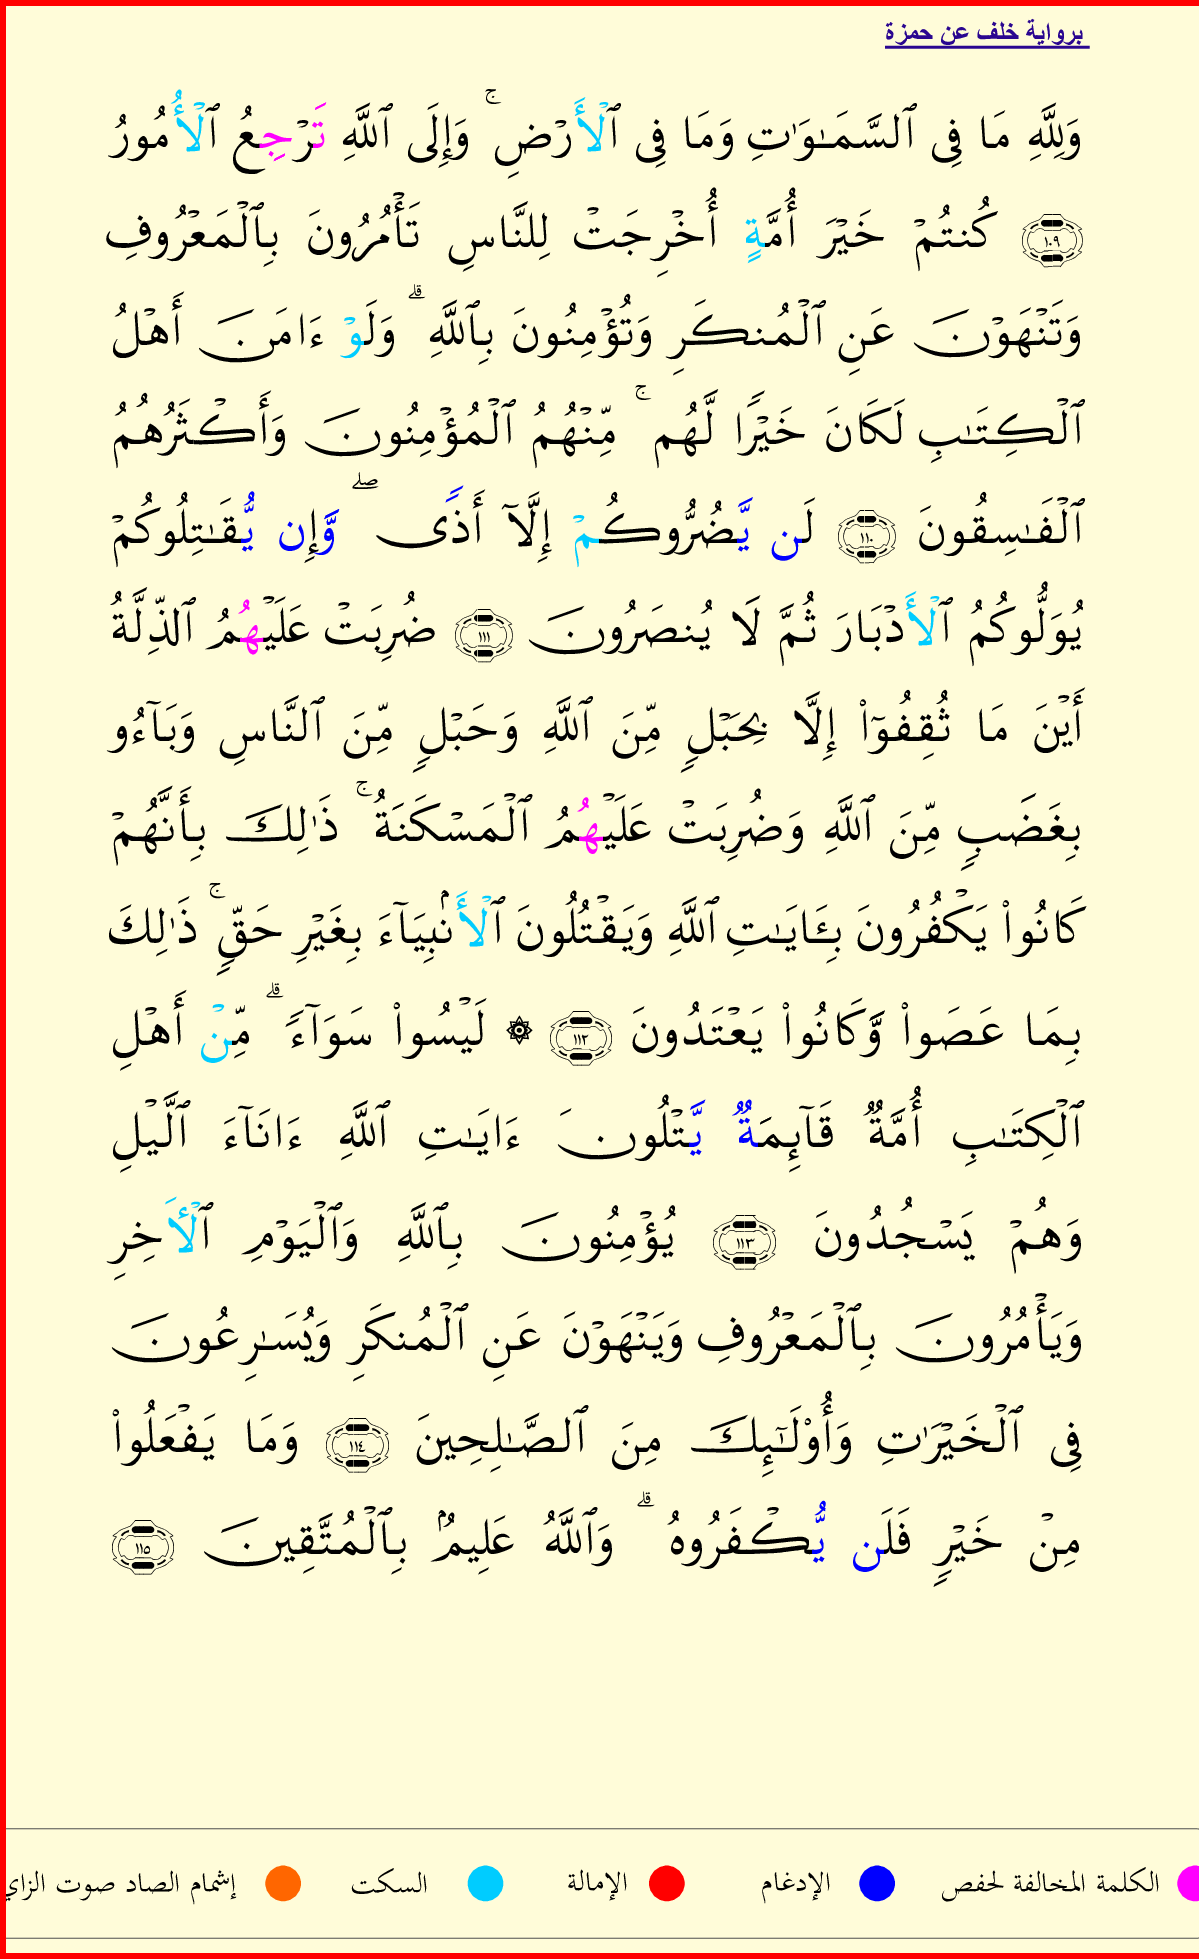 برواية خلف عن حمزة
وَلِلَّهِ مَا فِى ٱلسَّمَـٰوَٰتِ وَمَا فِى ٱلۡأَرۡضِۚ وَإِلَى ٱللَّهِ تَرۡجِعُ ٱلۡأُمُورُ
۝١٠٩ كُنتُمۡ خَيۡرَ أُمَّةٍ أُخۡرِجَتۡ لِلنَّاسِ تَأۡمُرُونَ بِٱلۡمَعۡرُوفِ
وَتَنۡهَوۡنَ عَنِ ٱلۡمُنكَرِ وَتُؤۡمِنُونَ بِٱللَّهِۗ وَلَوۡ ءَامَنَ أَهۡلُ
ٱلۡكِتَـٰبِ لَكَانَ خَيۡرًا لَّهُمۚ مِّنۡهُمُ ٱلۡمُؤۡمِنُونَ وَأَكۡثَرُهُمُ
ٱلۡفَـٰسِقُونَ ۝١١٠ لَن يَّضُرُّوكُمۡ إِلَّآ أَذًىۖ وَّإِن يُّقَـٰتِلُوكُمۡ
يُوَلُّوكُمُ ٱلۡأَدۡبَارَ ثُمَّ لَا يُنصَرُونَ ۝١١١ ضُرِبَتۡ عَلَيۡهُمُ ٱلذِّلَّةُ
أَيۡنَ مَا ثُقِفُوٓاْ إِلَّا بِحَبۡلٍ مِّنَ ٱللَّهِ وَحَبۡلٍ مِّنَ ٱلنَّاسِ وَبَآءُو
بِغَضَبٍ مِّنَ ٱللَّهِ وَضُرِبَتۡ عَلَيۡهُمُ ٱلۡمَسۡكَنَةُۚ ذَٰلِكَ بِأَنَّهُمۡ
كَانُواْ يَكۡفُرُونَ بِـَٔايَـٰتِ ٱللَّهِ وَيَقۡتُلُونَ ٱلۡأَنۢبِيَآءَ بِغَيۡرِ حَقٍّۚ ذَٰلِكَ
بِمَا عَصَواْ وَّكَانُواْ يَعۡتَدُونَ ۝١١٢ ۞ لَيۡسُواْ سَوَآءًۗ مِّنۡ أَهۡلِ
ٱلۡكِتَـٰبِ أُمَّةٌ قَآئِمَةٌ يَّتۡلُونَ ءَايَـٰتِ ٱللَّهِ ءَانَآءَ ٱلَّيۡلِ
وَهُمۡ يَسۡجُدُونَ ۝١١٣ يُؤۡمِنُونَ بِٱللَّهِ وَٱلۡيَوۡمِ ٱلۡأَخِرِ
وَيَأۡمُرُونَ بِٱلۡمَعۡرُوفِ وَيَنۡهَوۡنَ عَنِ ٱلۡمُنكَرِ وَيُسَـٰرِعُونَ
فِى ٱلۡخَيۡرَٰتِ وَأُوْلَـٰٓئِكَ مِنَ ٱلصَّـٰلِحِينَ ۝١١٤ وَمَا يَفۡعَلُواْ
مِنۡ خَيۡرٍ فَلَن يُّكۡفَرُوهُۗ وَٱللَّهُ عَلِيمٌۢ بِٱلۡمُتَّقِينَ ۝١١٥
الكلمة المخالفة لحفص الإدغام الإمالة السكت إشمام الصاد صوت الزاي